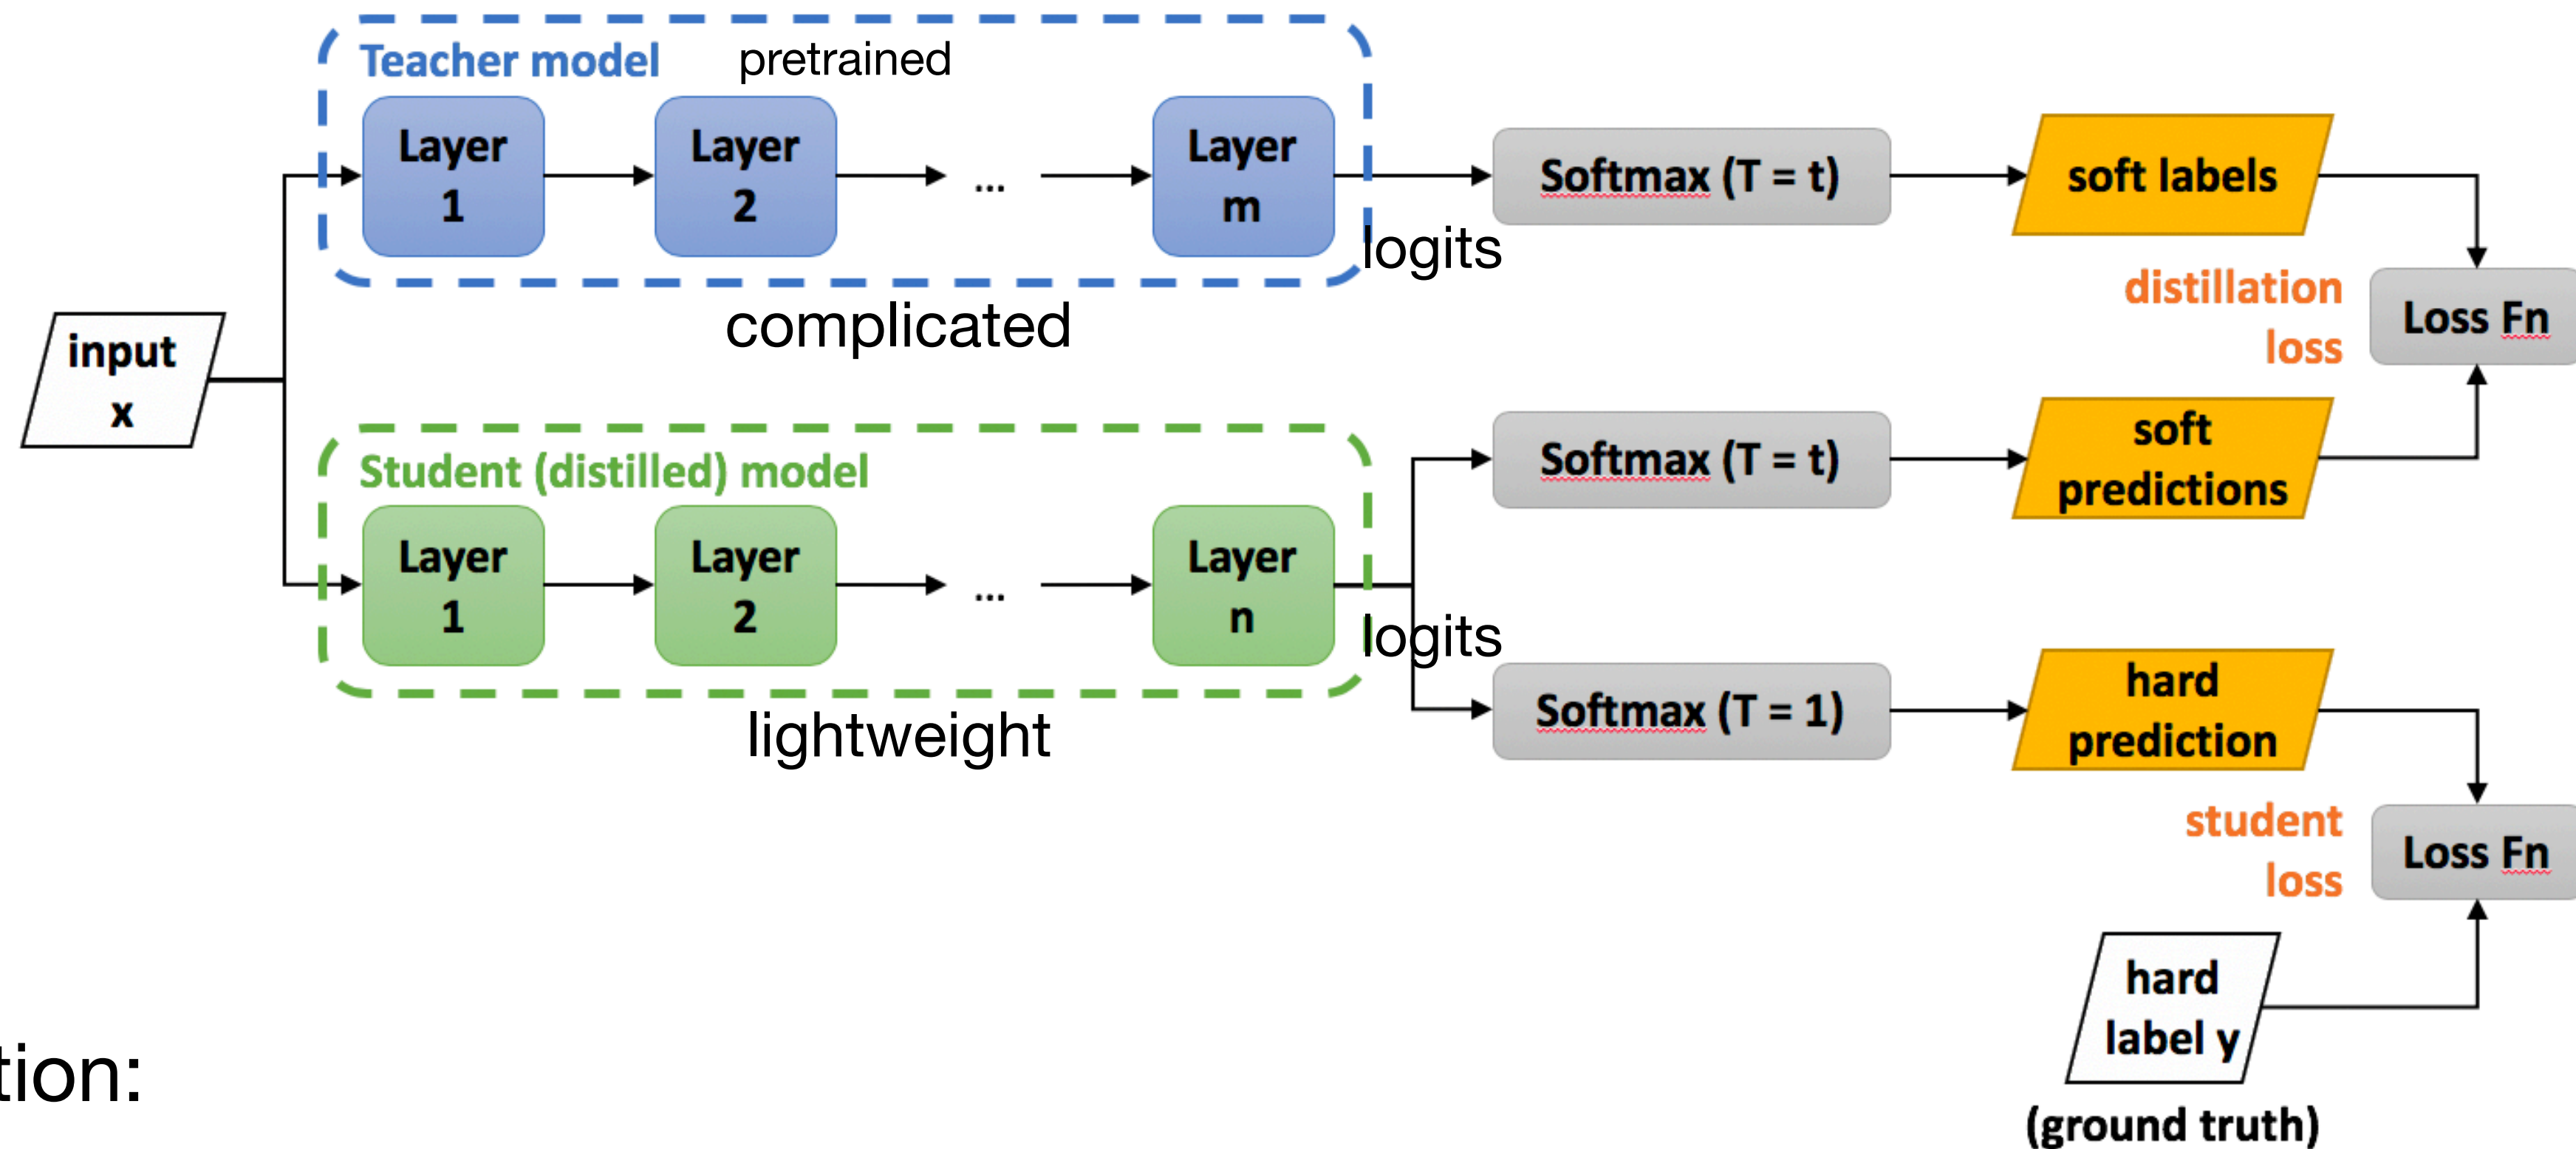 Teacher model
pretrained
Layer
1
Layer
2
...
Layer
m
logits
Softmax (T = t)
soft labels
complicated
distillation
loss
Loss Fn
input
x
Student (distilled) model
Layer
1
Layer
2
...
Layer
n
logits
Softmax (T = t)
soft
predictions
lightweight
Softmax (T = 1)
hard
prediction
student
loss
Loss Fn
hard
label y
(ground truth)
tion: